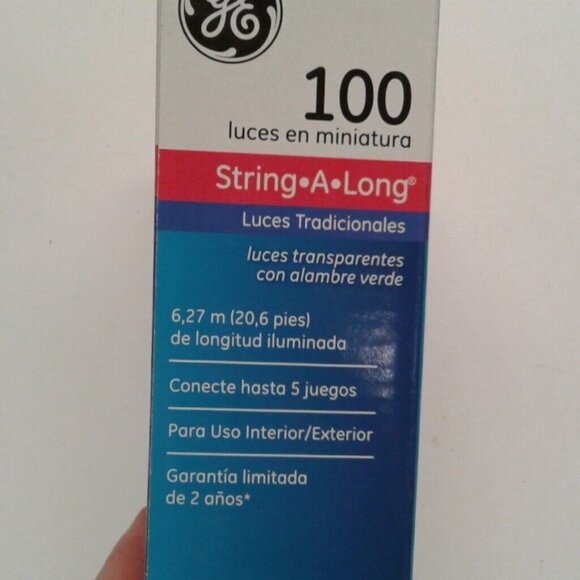 GE
100
luces en miniatura
String•A•Long®
Luces Tradicionales
luces transparentes
con alambre verde
6,27 m (20,6 pies)
de longitud iluminada
Conecte hasta 5 juegos
Para Uso Interior/Exterior
Garantía limitada
de 2 años*